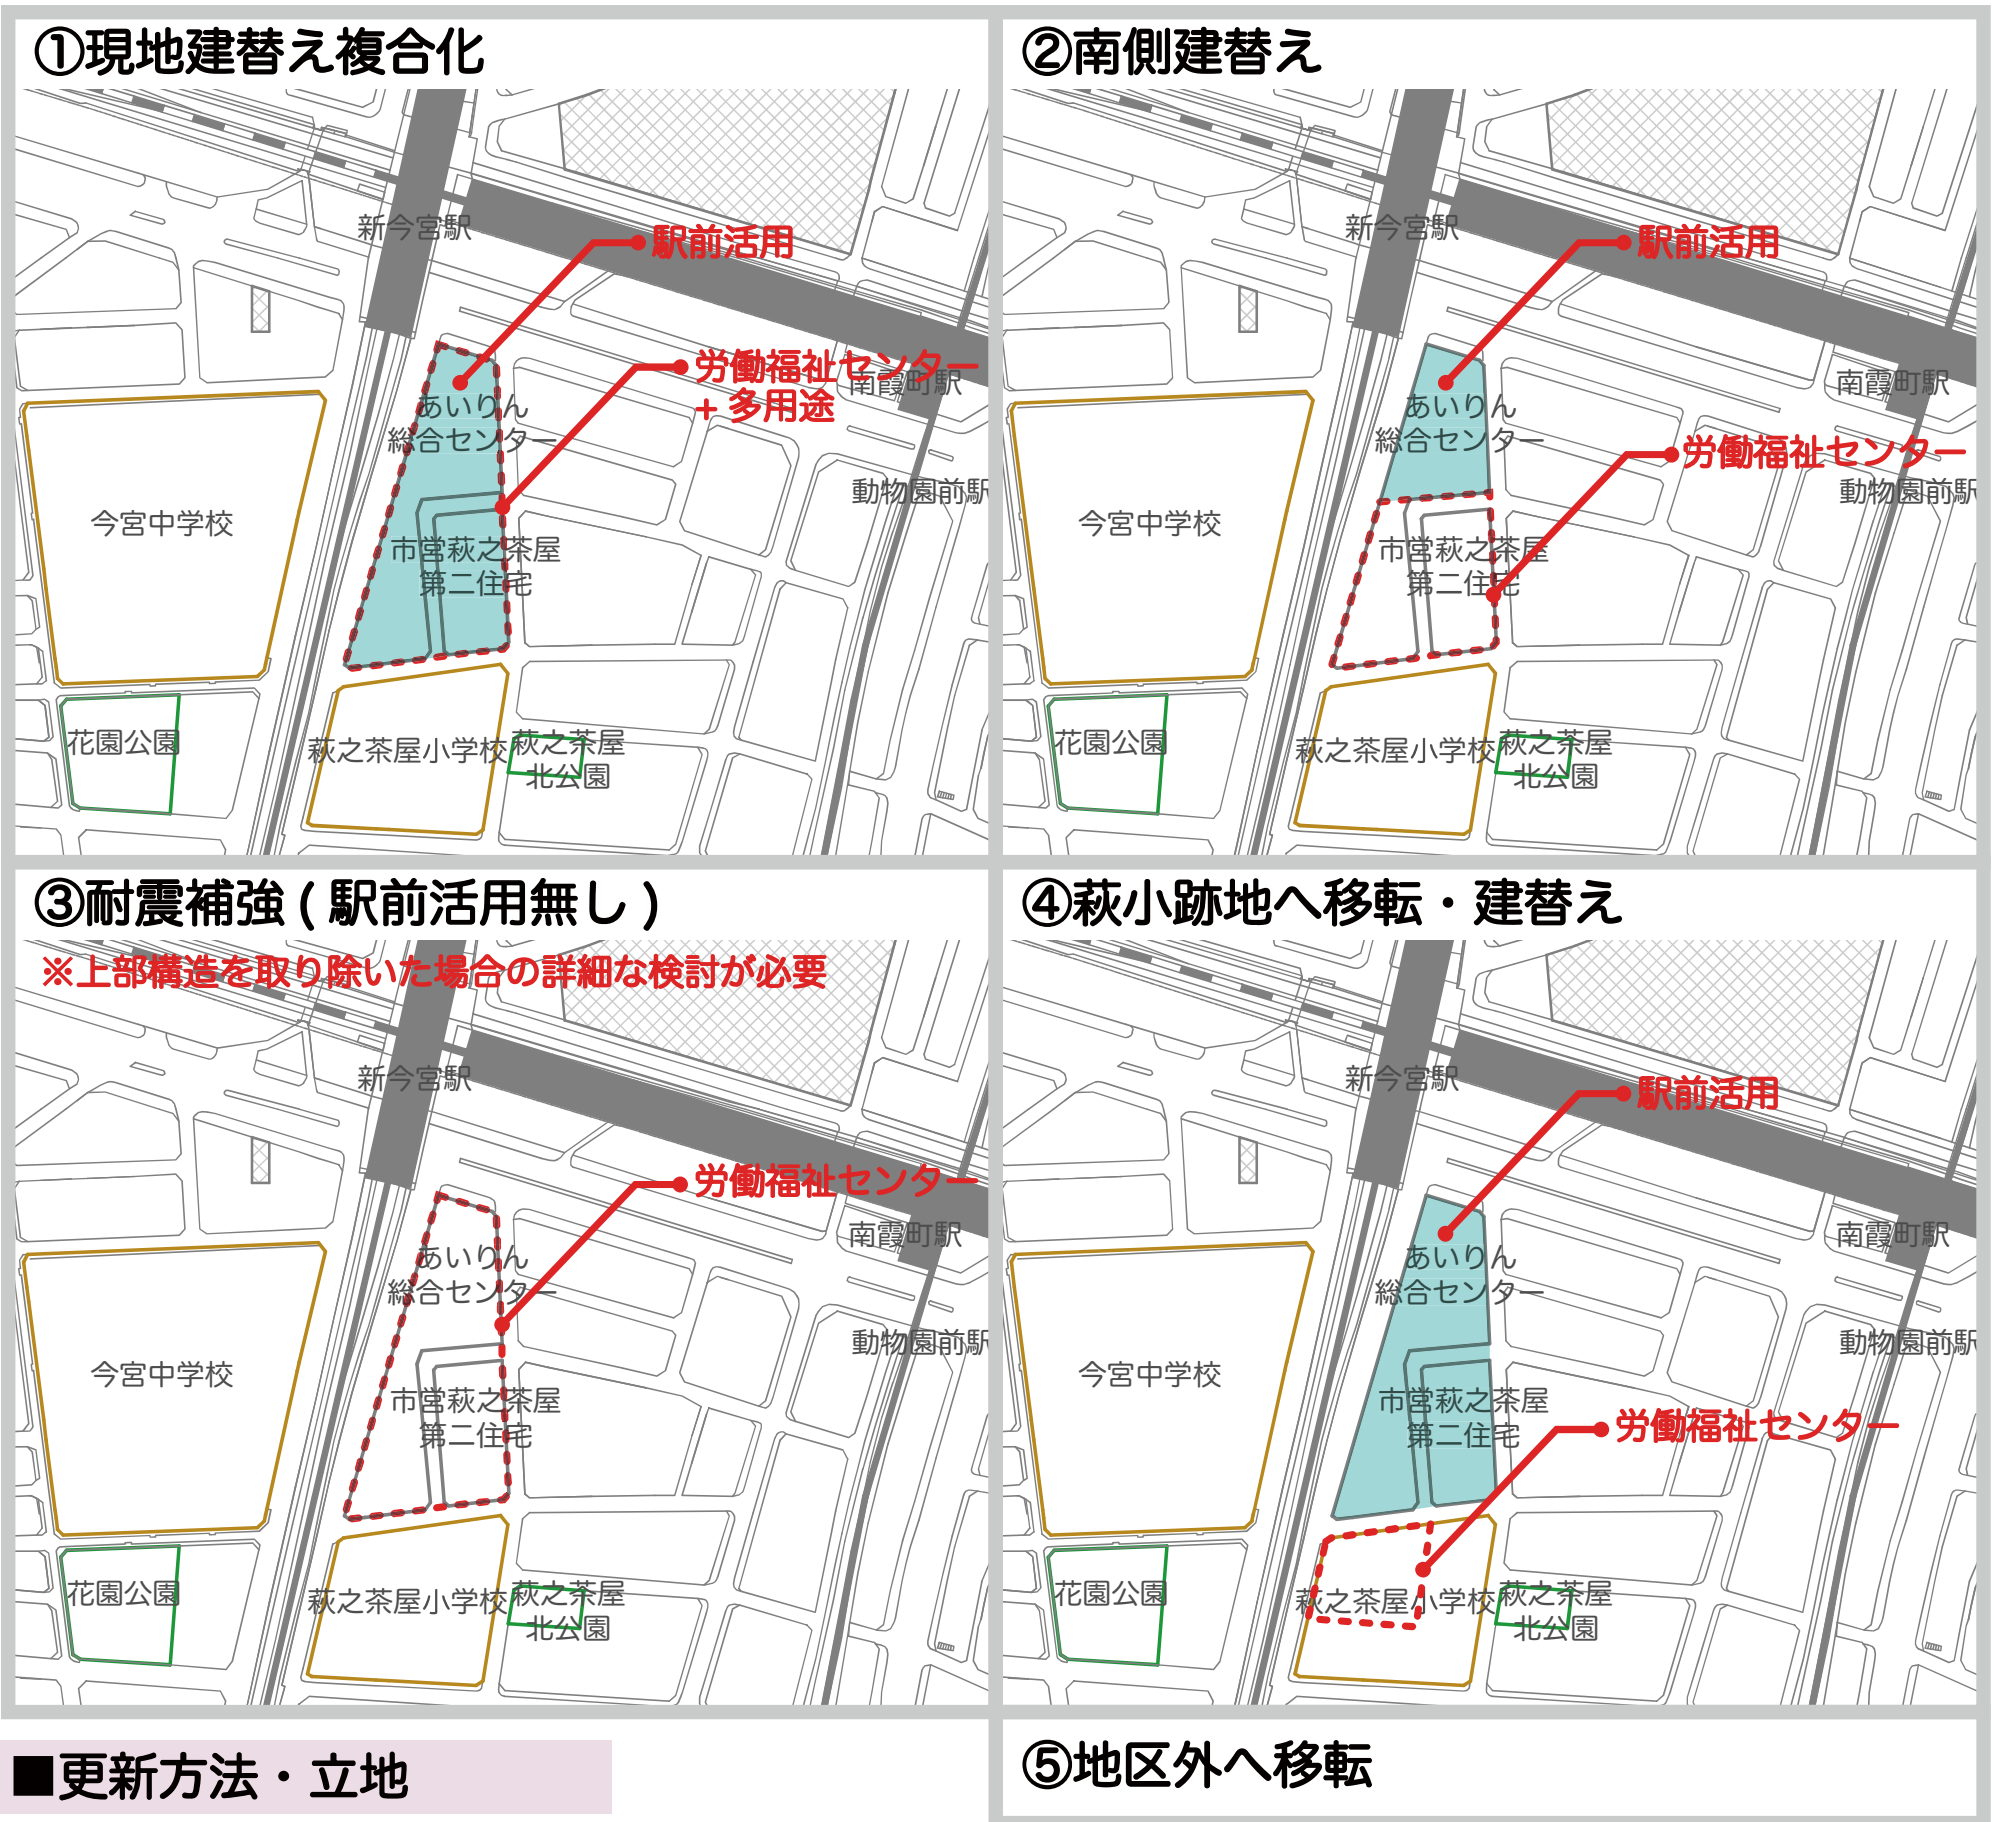 ①現地建替え複合化
新今宮駅
駅前活用
労働福祉センター
+ 多用途
南霞町駅
あいりん
総合センター
動物園前駅
今宮中学校
市営萩之茶屋
第二住宅
花園公園
萩之茶屋小学校
萩之茶屋
北公園
②南側建替え
新今宮駅
駅前活用
南霞町駅
あいりん
総合センター
労働福祉センター
動物園前駅
今宮中学校
市営萩之茶屋
第二住宅
花園公園
萩之茶屋小学校
萩之茶屋
北公園
③耐震補強 ( 駅前活用無し )
※上部構造を取り除いた場合の詳細な検討が必要
新今宮駅
労働福祉センター
南霞町駅
あいりん
総合センター
動物園前駅
今宮中学校
市営萩之茶屋
第二住宅
花園公園
萩之茶屋小学校
萩之茶屋
北公園
④萩小跡地へ移転・建替え
新今宮駅
駅前活用
南霞町駅
あいりん
総合センター
動物園前駅
今宮中学校
市営萩之茶屋
第二住宅
労働福祉センター
花園公園
萩之茶屋小学校
萩之茶屋
北公園
■更新方法・立地
⑤地区外へ移転